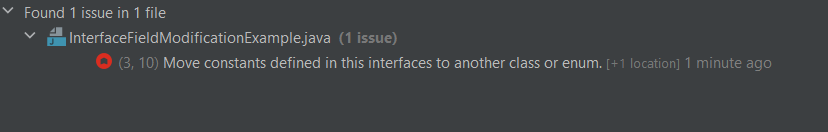 Found 1 issue in 1 file
InterfaceFieldModificationExample.java (1 issue)
(3, 10) Move constants defined in this interfaces to another class or enum. [+1 location] 1 minute ago